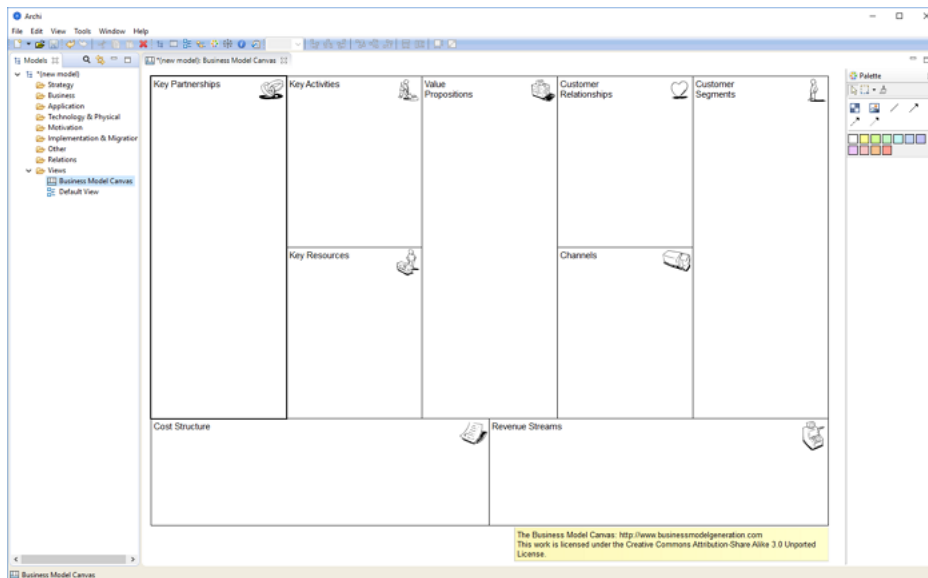 Archi
File Edit View Tools Window Help
Models
*(new model): Business Model Canvas
*(new model)
Strategy
Business
Application
Technology & Physical
Motivation
Implementation & Migration
Other
Relations
Views
Business Model Canvas
Default View
Key Partnerships
Key Activities
Value
Propositions
Customer
Relationships
Customer
Segments
Key Resources
Channels
Cost Structure
Revenue Streams
The Business Model Canvas: http://www.businessmodelgeneration.com
This work is licensed under the Creative Commons Attribution-Share Alike 3.0 Unported
License.
Palette
Business Model Canvas